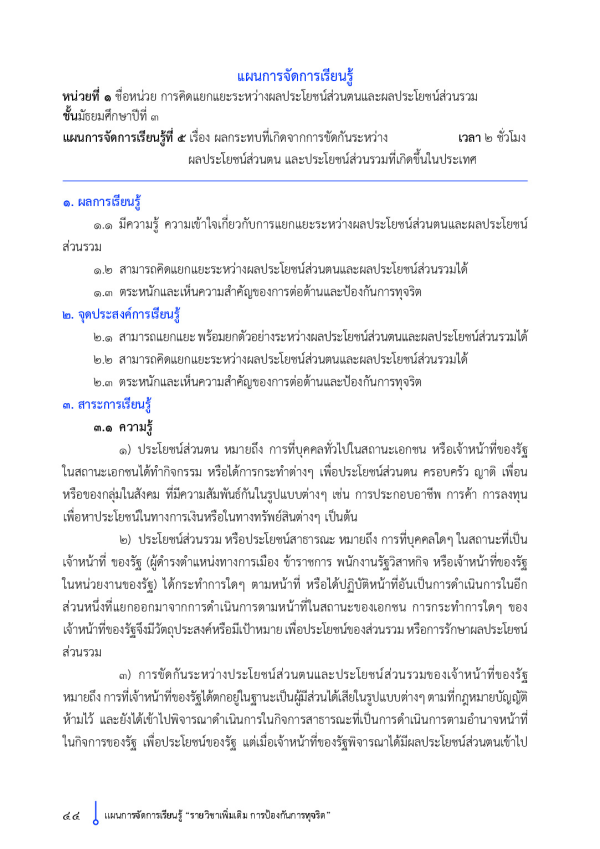 แผนการจัดการเรียนรู้
หน่วยที่ ๑ ชื่อหน่วย การคิดแยกแยะระหว่างผลประโยชน์ส่วนตนและผลประโยชน์ส่วนรวม
ชั้นมัธยมศึกษาปีที่ ๓
แผนการจัดการเรียนรู้ที่ ๕ เรื่อง ผลกระทบที่เกิดจากการขัดกันระหว่าง เวลา ๒ ชั่วโมง
ผลประโยชน์ส่วนตน และประโยชน์ส่วนรวมที่เกิดขึ้นในประเทศ
๑. ผลการเรียนรู้
๑.๑ มีความรู้ ความเข้าใจเกี่ยวกับการแยกแยะระหว่างผลประโยชน์ส่วนตนและผลประโยชน์
ส่วนรวม
๑.๒ สามารถคิดแยกแยะระหว่างผลประโยชน์ส่วนตนและผลประโยชน์ส่วนรวมได้
๑.๓ ตระหนักและเห็นความสำคัญของการต่อต้านและป้องกันการทุจริต
๒. จุดประสงค์การเรียนรู้
๒.๑ สามารถแยกแยะ พร้อมยกตัวอย่างระหว่างผลประโยชน์ส่วนตนและผลประโยชน์ส่วนรวมได้
๒.๒ สามารถคิดแยกแยะระหว่างผลประโยชน์ส่วนตนและผลประโยชน์ส่วนรวมได้
๒.๓ ตระหนักและเห็นความสำคัญของการต่อต้านและป้องกันการทุจริต
๓. สาระการเรียนรู้
๓.๑ ความรู้
๑) ประโยชน์ส่วนตน หมายถึง การที่บุคคลทั่วไปในสถานะเอกชน หรือเจ้าหน้าที่ของรัฐ
ในสถานะเอกชนได้ทำกิจกรรม หรือได้การกระทำต่างๆ เพื่อประโยชน์ส่วนตน ครอบครัว ญาติ เพื่อน
หรือของกลุ่มในสังคม ที่มีความสัมพันธ์กันในรูปแบบต่างๆ เช่น การประกอบอาชีพ การค้า การลงทุน
เพื่อหาประโยชน์ในทางการเงินหรือในทางทรัพย์สินต่างๆ เป็นต้น
๒) ประโยชน์ส่วนรวม หรือประโยชน์สาธารณะ หมายถึง การที่บุคคลใดๆ ในสถานะที่เป็น
เจ้าหน้าที่ ของรัฐ (ผู้ดำรงตำแหน่งทางการเมือง ข้าราชการ พนักงานรัฐวิสาหกิจ หรือเจ้าหน้าที่ของรัฐ
ในหน่วยงานของรัฐ) ได้กระทำการใดๆ ตามหน้าที่ หรือได้ปฏิบัติหน้าที่อันเป็นการดำเนินการในอีก
ส่วนหนึ่งที่แยกออกมาจากการดำเนินการตามหน้าที่ในสถานะของเอกชน การกระทำการใดๆ ของ
เจ้าหน้าที่ของรัฐจึงมีวัตถุประสงค์หรือมีเป้าหมาย เพื่อประโยชน์ของส่วนรวม หรือการรักษาผลประโยชน์
ส่วนรวม
๓) การขัดกันระหว่างประโยชน์ส่วนตนและประโยชน์ส่วนรวมของเจ้าหน้าที่ของรัฐ
หมายถึง การที่เจ้าหน้าที่ของรัฐได้ตกอยู่ในฐานะเป็นผู้มีส่วนได้เสียในรูปแบบต่างๆ ตามที่กฎหมายบัญญัติ
ห้ามไว้ และยังได้เข้าไปพิจารณาดำเนินการในกิจการสาธารณะที่เป็นการดำเนินการตามอำนาจหน้าที่
ในกิจการของรัฐ เพื่อประโยชน์ของรัฐ แต่เมื่อเจ้าหน้าที่ของรัฐพิจารณาได้มีผลประโยชน์ส่วนตนเข้าไป
๔๔ แผนการจัดการเรียนรู้ “รายวิชาเพิ่มเติม การป้องกันการทุจริต”